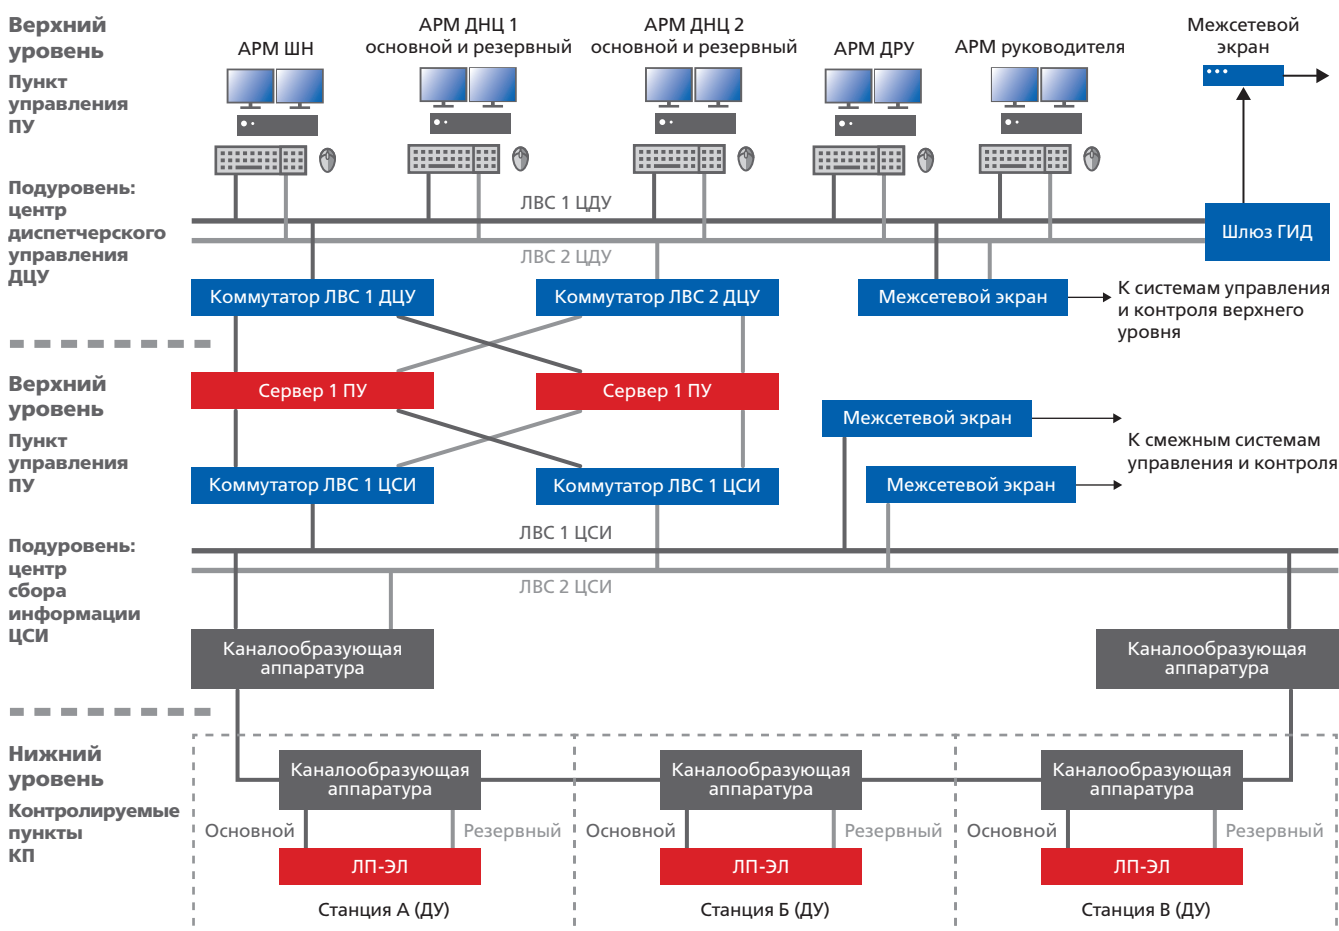 Верхний
уровень
Пункт
управления
ПУ
АРМ ШН
АРМ ДНЦ 1
основной и резервный
АРМ ДНЦ 2
основной и резервный
АРМ ДРУ
АРМ руководителя
Межсетевой
экран
Подуровень:
центр
диспетчерского
управления
ДЦУ
ЛВС 1 ЦДУ
ЛВС 2 ЦДУ
Шлюз ГИД
Коммутатор ЛВС 1 ДЦУ
Коммутатор ЛВС 2 ДЦУ
Межсетевой экран
К системам управления
и контроля верхнего
уровня
Верхний
уровень
Пункт
управления
ПУ
Сервер 1 ПУ
Сервер 1 ПУ
Межсетевой экран
К смежным системам
управления и контроля
Коммутатор ЛВС 1 ЦСИ
Коммутатор ЛВС 1 ЦСИ
Межсетевой экран
Подуровень:
центр
сбора
информации
ЦСИ
ЛВС 1 ЦСИ
ЛВС 2 ЦСИ
Каналообразующая
аппаратура
Каналообразующая
аппаратура
Нижний
уровень
Контролируемые
пункты
КП
Каналообразующая
аппаратура
Основной
Резервный
ЛП-ЭЛ
Станция А (ДУ)
Каналообразующая
аппаратура
Основной
Резервный
ЛП-ЭЛ
Станция Б (ДУ)
Каналообразующая
аппаратура
Основной
Резервный
ЛП-ЭЛ
Станция В (ДУ)